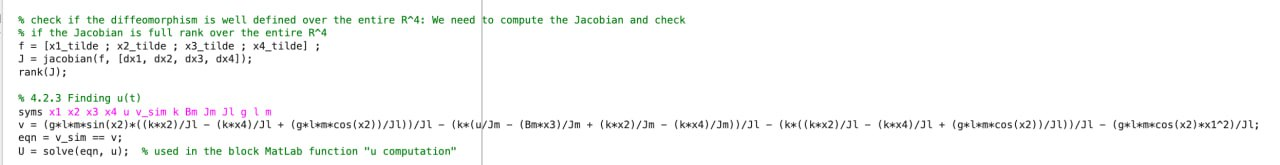 % check if the diffeomorphism is well defined over the entire R^4: We need to compute the Jacobian and check
% if the Jacobian is full rank over the entire R^4
f = [x1_tilde ; x2_tilde ; x3_tilde ; x4_tilde] ;
J = jacobian(f, [dx1, dx2, dx3, dx4]);
rank(J);
% 4.2.3 Finding u(t)
syms x1 x2 x3 x4 u v_sim k Bm Jm Jl g l m
v = (g*l*m*sin(x2)*((k*x2)/Jl - (k*x4)/Jl + (g*l*m*cos(x2))/Jl))/Jl - (k*(u/Jm - (Bm*x3)/Jm + (k*x2)/Jm - (k*x4)/Jm))/Jl - (k*((k*x2)/Jl - (k*x4)/Jl + (g*l*m*cos(x2))/Jl))/Jl - (g*l*m*cos(x2)*x1^2)/Jl;
eqn = v_sim == v;
U = solve(eqn, u);  % used in the block MatLab function "u computation"